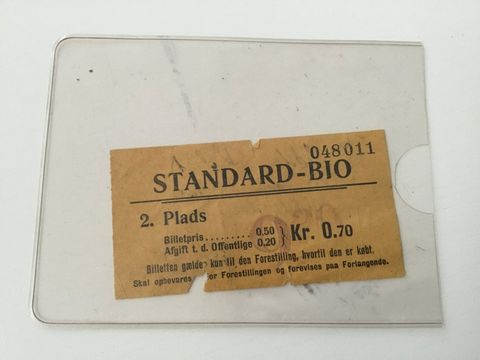 048011
STANDARD-BIO
2. Plads
Billetpris........ 0.50
Afgift t. d. Offentlige 0.20
Kr. 0.70
Billetten gælder kun til den Forestilling, hvortil den er købt.
Skal opbevares for Forestillingen og forevises paa Forlangende.